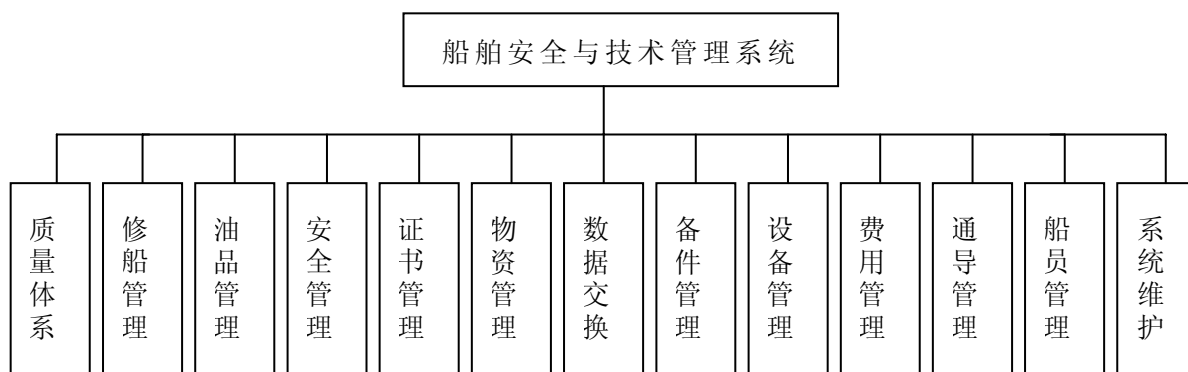 船舶安全与技术管理系统
质量体系
修船管理
油品管理
安全管理
证书管理
物资管理
数据交换
备件管理
设备管理
费用管理
通导管理
船员管理
系统维护